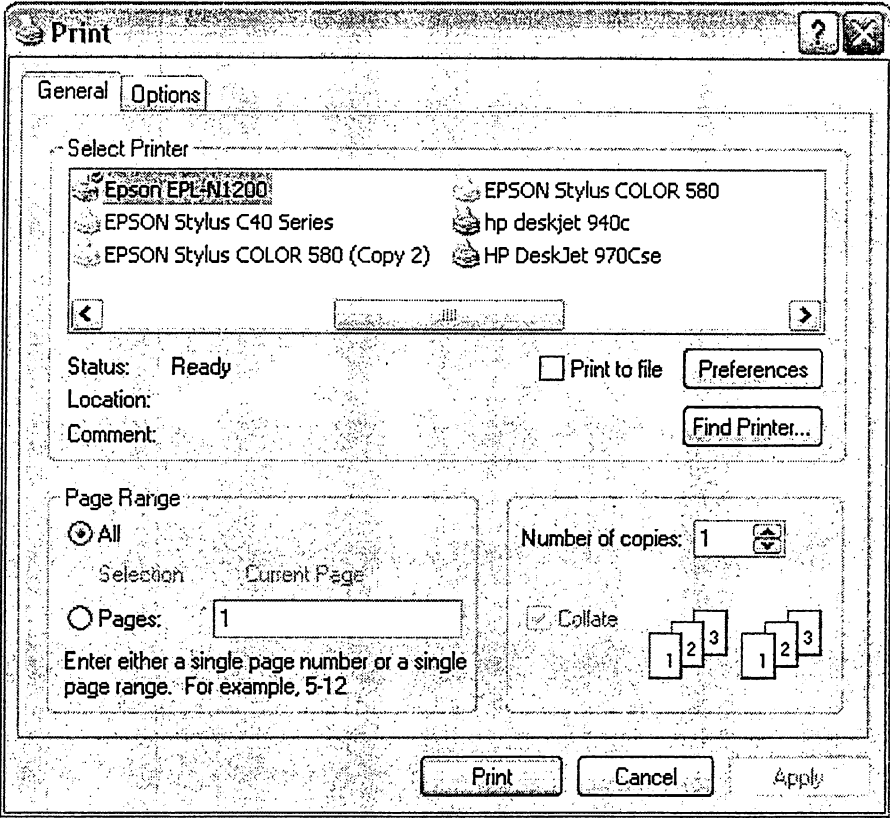 Print
General Options
Select Printer
Epson EPL-N1200 EPSON Stylus COLOR 580
EPSON Stylus C40 Series hp deskjet 940c
EPSON Stylus COLOR 580 (Copy 2) HP DeskJet 970Cse
Status: Ready Print to file Preferences
Location:
Comment: Find Printer...
Page Range
All
Number of copies: 1
Selection Current Page
Pages: 1
Collate
1 2 3 1 2 3
Enter either a single page number or a single
page range. For example, 5-12
Print Cancel Apply